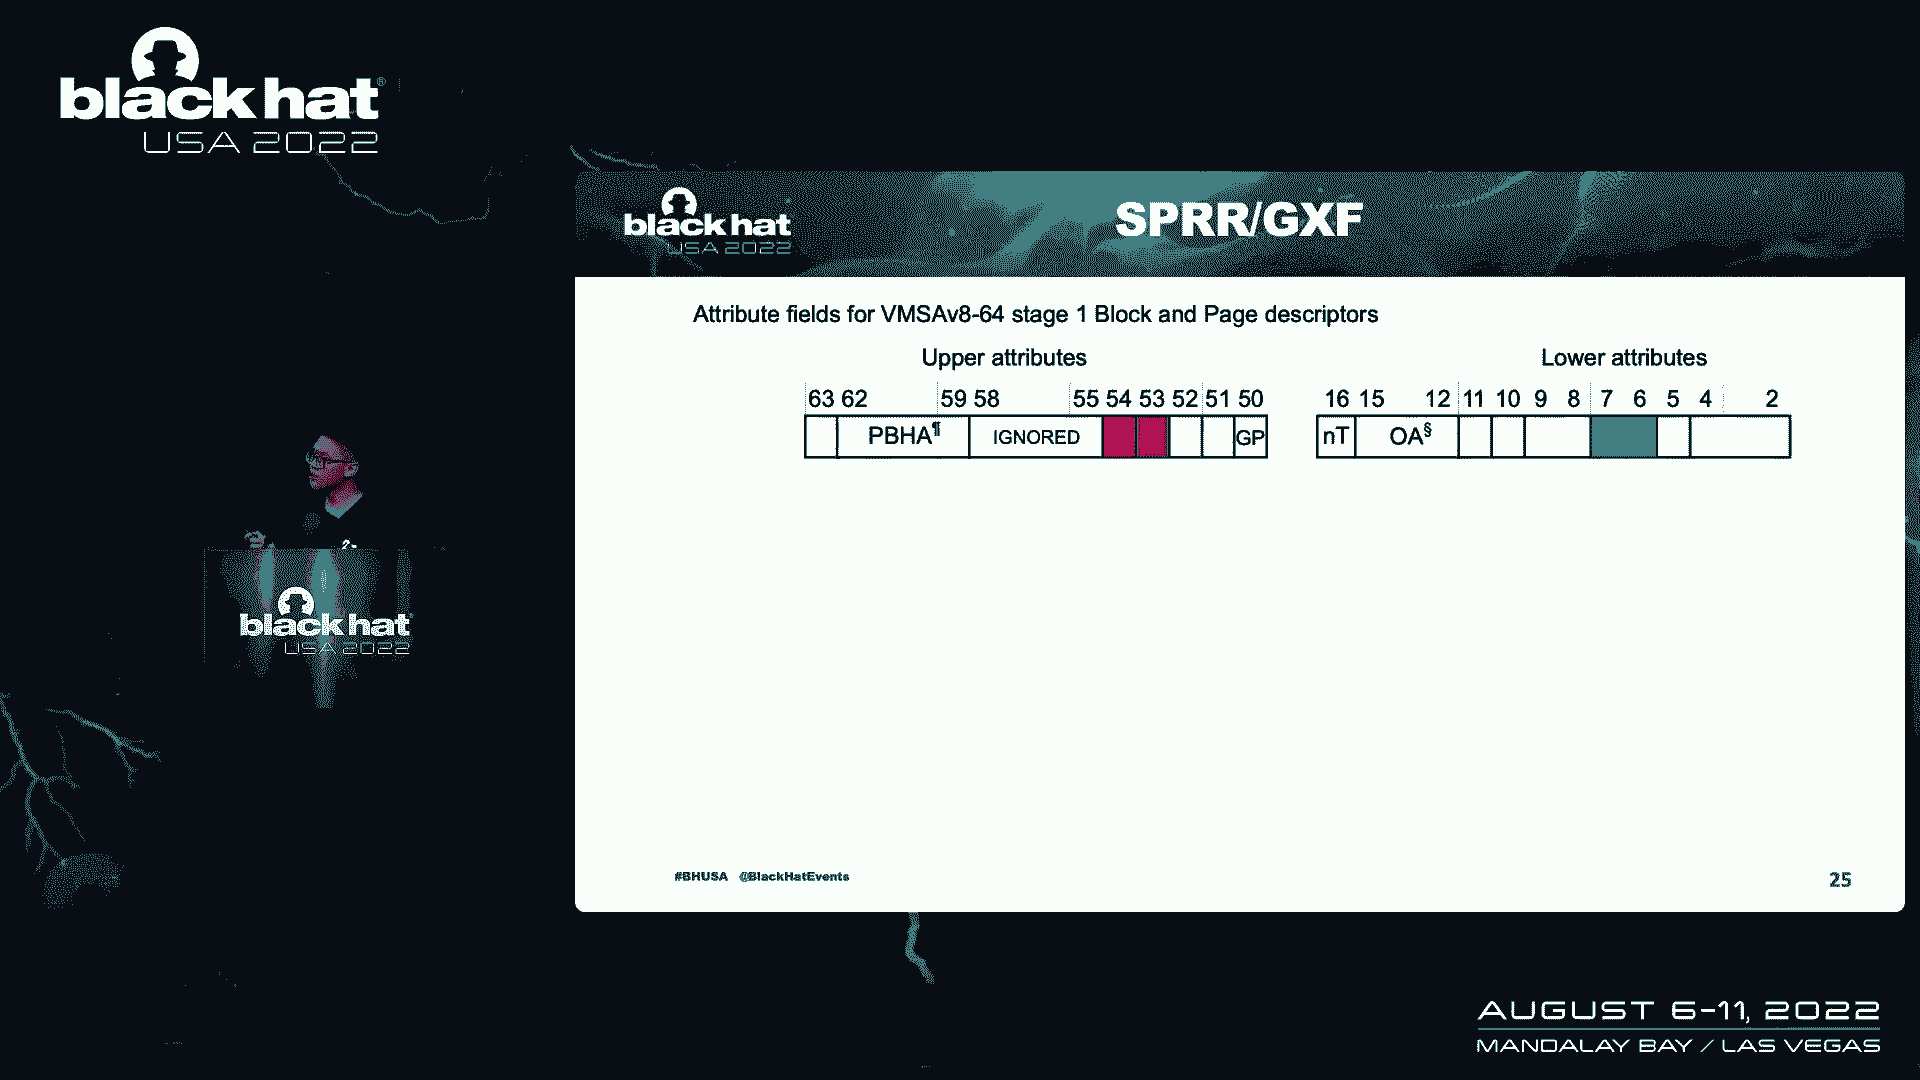 black hat®
USA 2022
black hat
USA 2022
SPRR/GXF
Attribute fields for VMSAv8-64 stage 1 Block and Page descriptors
Upper attributes
Lower attributes
63 62 59 58 55 54 53 52 51 50
16 15 12 11 10 9 8 7 6 5 4 2
PBHA¶ IGNORED GP
nT OA§
black hat
USA 2022
#BHUSA @BlackHatEvents
25
AUGUST 6-11, 2022
MANDALAY BAY / LAS VEGAS